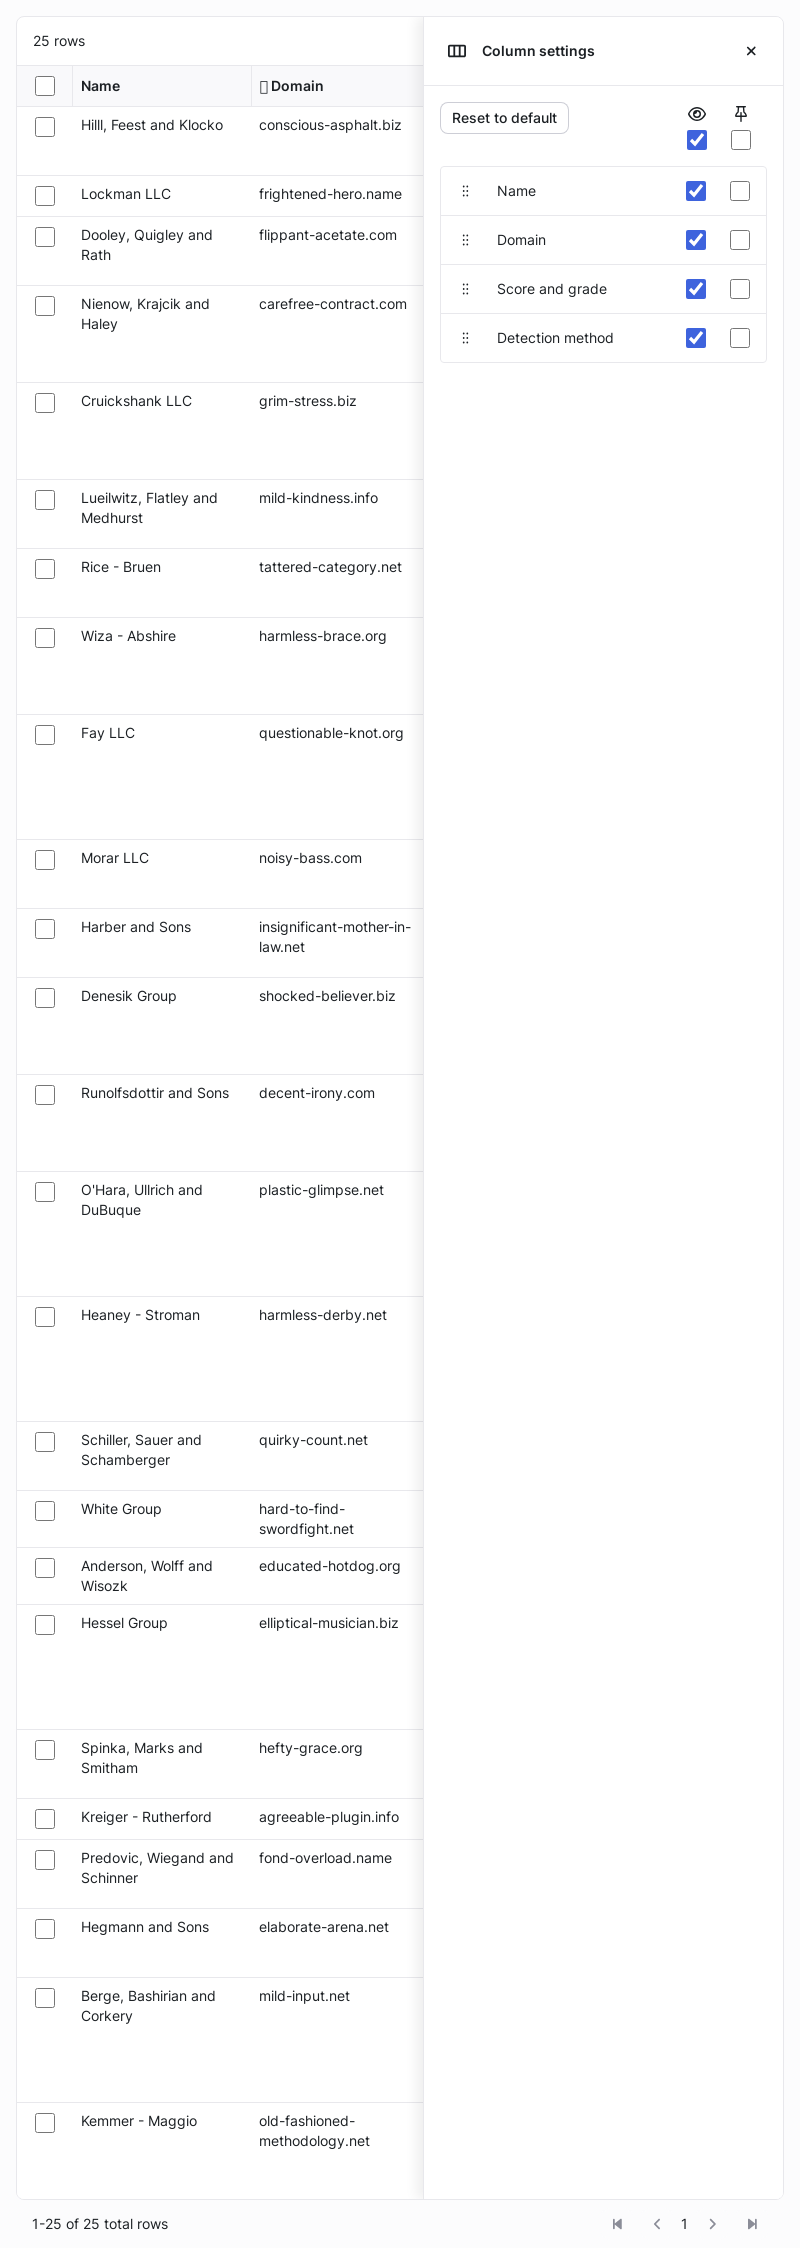 25 rows
Column settings
Name
Domain
Reset to default
Name
Domain
Score and grade
Detection method
Hilll, Feest and Klocko
conscious-asphalt.biz
Lockman LLC
frightened-hero.name
Dooley, Quigley and
Rath
flippant-acetate.com
Nienow, Krajcik and
Haley
carefree-contract.com
Cruickshank LLC
grim-stress.biz
Lueilwitz, Flatley and
Medhurst
mild-kindness.info
Rice - Bruen
tattered-category.net
Wiza - Abshire
harmless-brace.org
Fay LLC
questionable-knot.org
Morar LLC
noisy-bass.com
Harber and Sons
insignificant-mother-in-
law.net
Denesik Group
shocked-believer.biz
Runolfsdottir and Sons
decent-irony.com
O'Hara, Ullrich and
DuBuque
plastic-glimpse.net
Heaney - Stroman
harmless-derby.net
Schiller, Sauer and
Schamberger
quirky-count.net
White Group
hard-to-find-
swordfight.net
Anderson, Wolff and
Wisozk
educated-hotdog.org
Hessel Group
elliptical-musician.biz
Spinka, Marks and
Smitham
hefty-grace.org
Kreiger - Rutherford
agreeable-plugin.info
Predovic, Wiegand and
Schinner
fond-overload.name
Hegmann and Sons
elaborate-arena.net
Berge, Bashirian and
Corkery
mild-input.net
Kemmer - Maggio
old-fashioned-
methodology.net
1-25 of 25 total rows
1